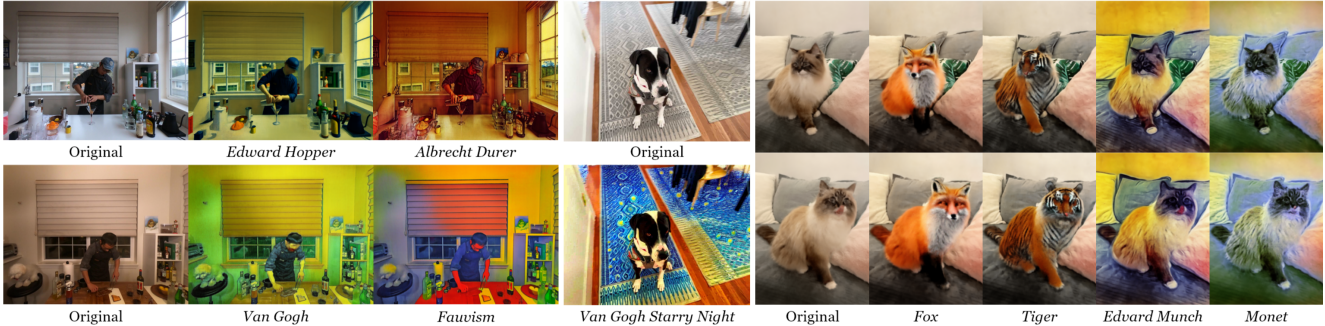 Original
Edward Hopper
Albrecht Durer
Original
Original
Van Gogh
Fauvism
Van Gogh Starry Night
Original
Fox
Tiger
Edvard Munch
Monet